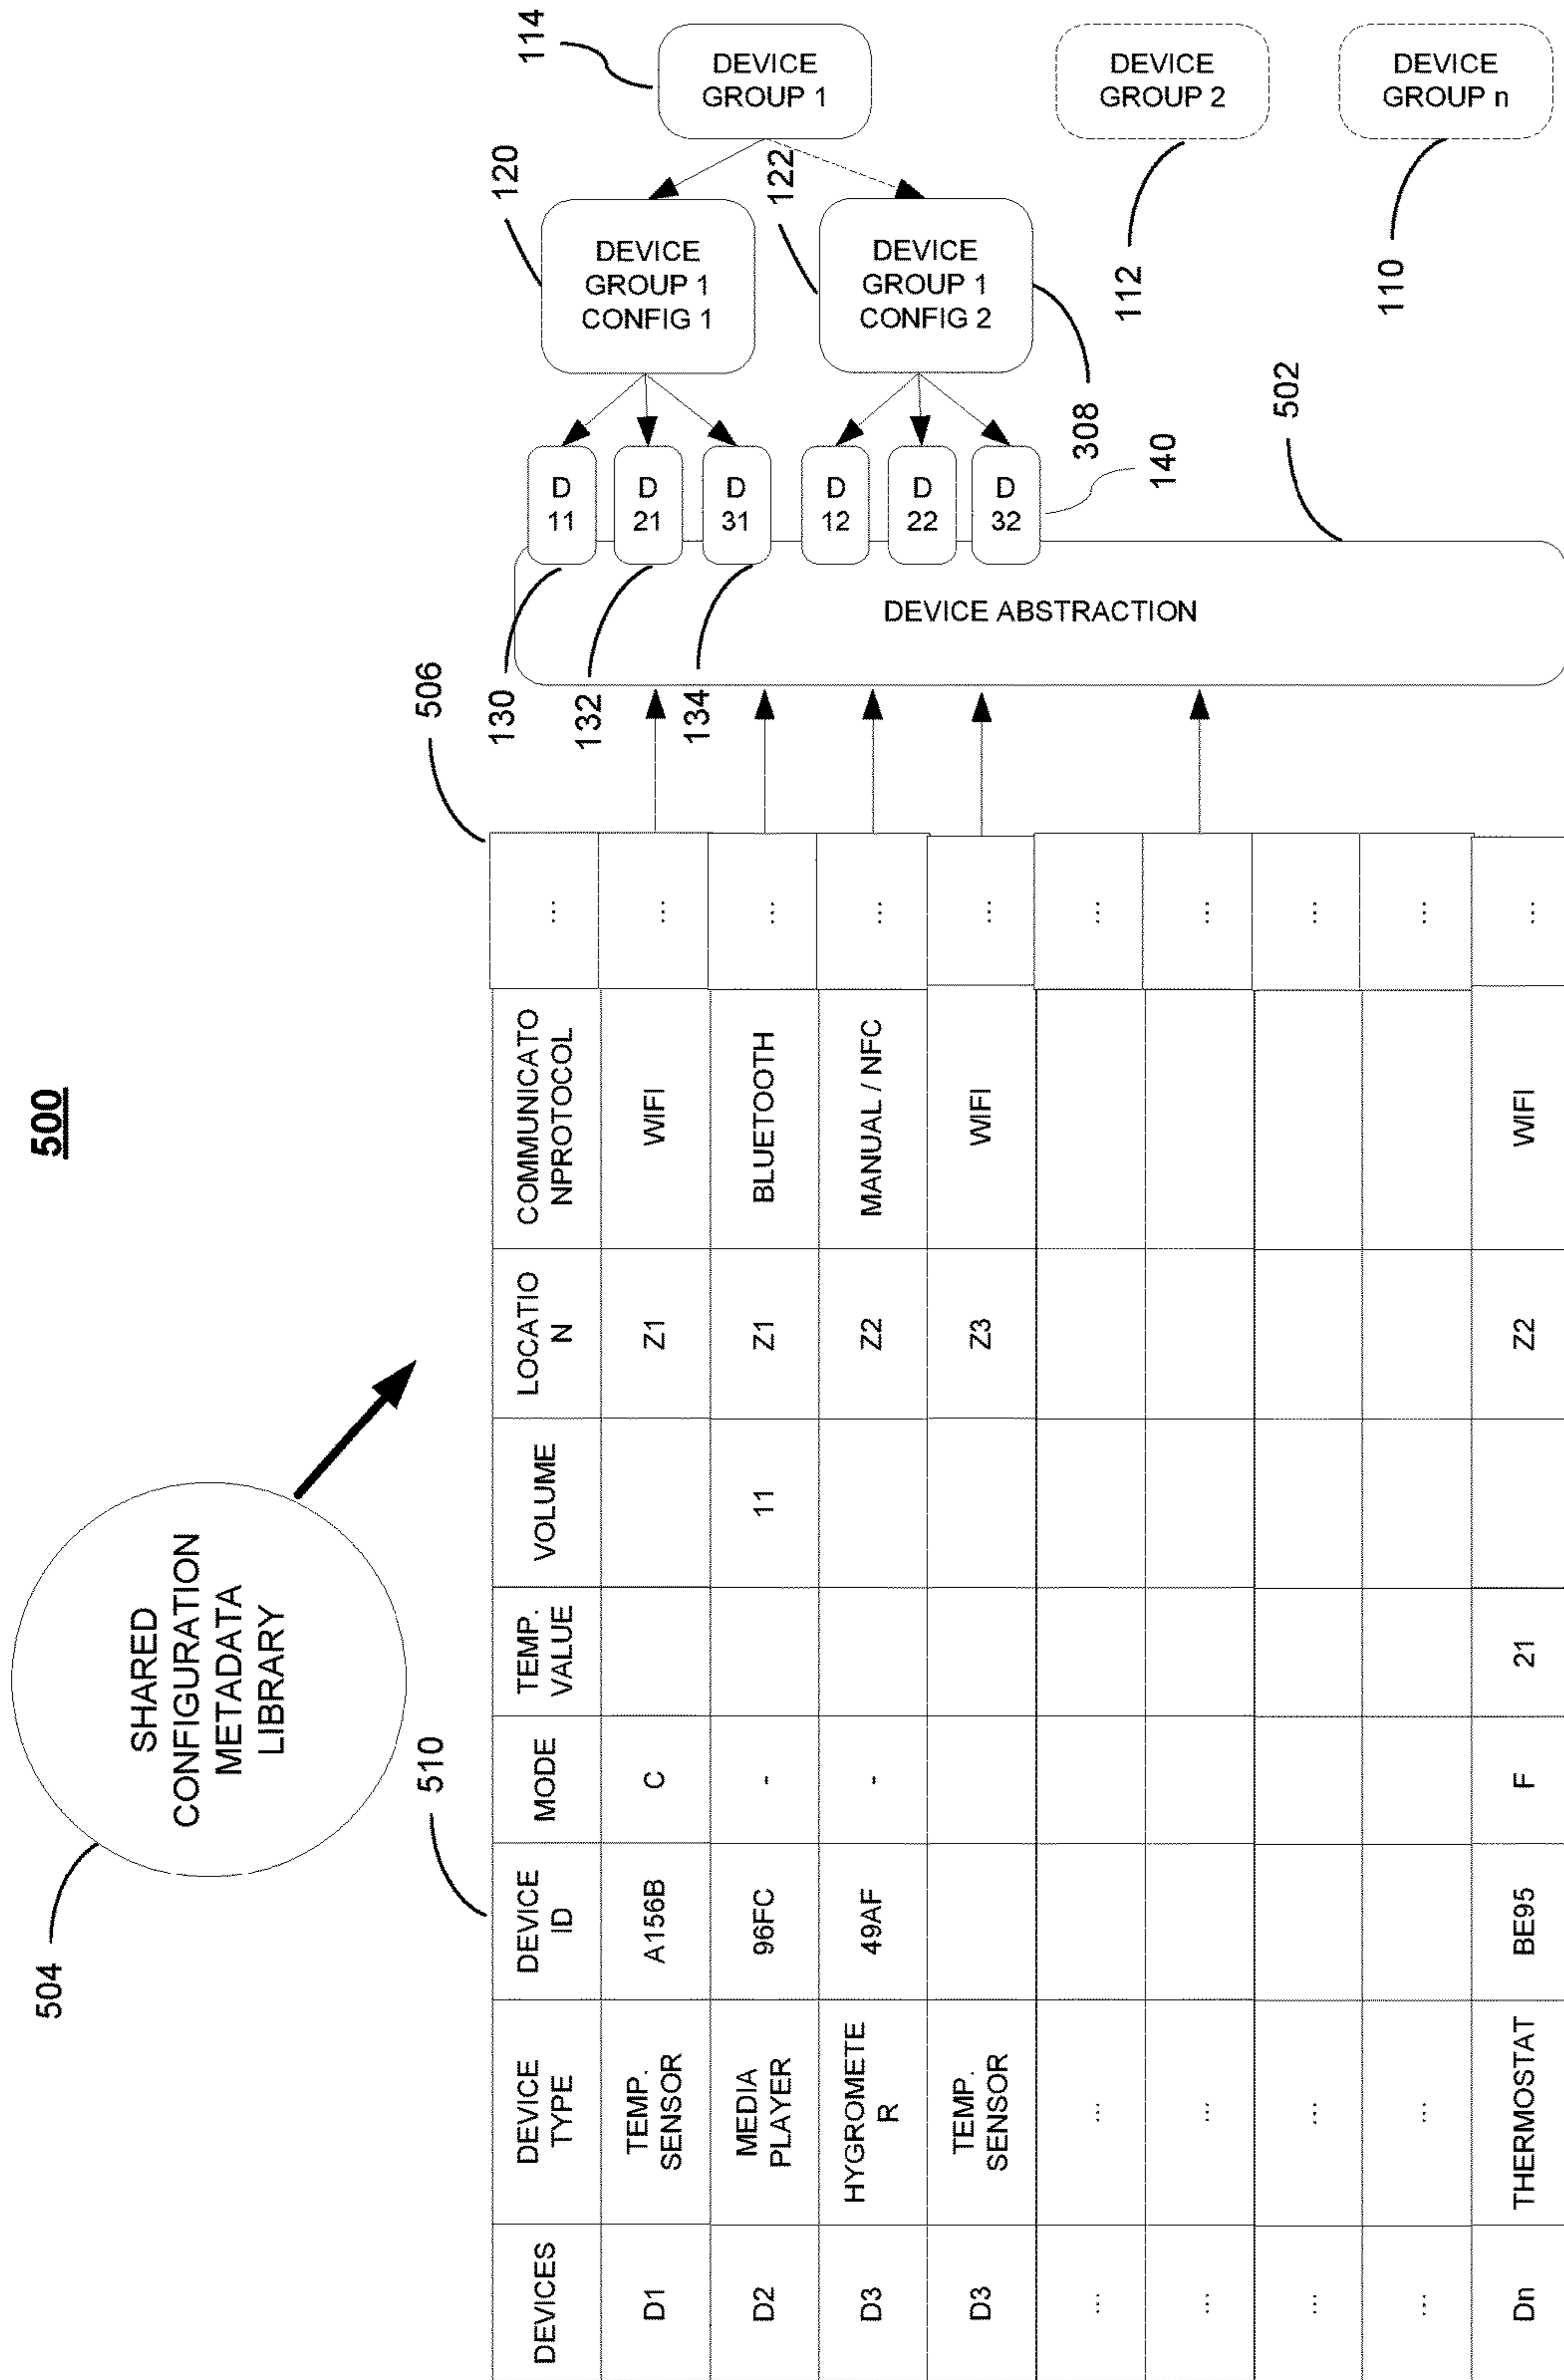 500
504
SHARED
CONFIGURATION
METADATA
LIBRARY
510
506
DEVICES
DEVICE
TYPE
DEVICE
ID
MODE
TEMP.
VALUE
VOLUME
LOCATIO
N
COMMUNICATO
NPROTOCOL
...
D1
TEMP.
SENSOR
A156B
C
Z1
WIFI
...
D2
MEDIA
PLAYER
96FC
-
11
Z1
BLUETOOTH
...
D3
HYGROMETE
R
49AF
-
Z2
MANUAL / NFC
...
D3
TEMP.
SENSOR
Z3
WIFI
...
...
...
...
...
...
...
...
...
...
...
...
...
Dn
THERMOSTAT
BE95
F
21
Z2
WIFI
...
130
132
134
DEVICE ABSTRACTION
502
D
11
D
21
D
31
D
12
D
22
D
32
140
308
120
DEVICE
GROUP 1
CONFIG 1
122
DEVICE
GROUP 1
CONFIG 2
114
DEVICE
GROUP 1
112
DEVICE
GROUP 2
110
DEVICE
GROUP n